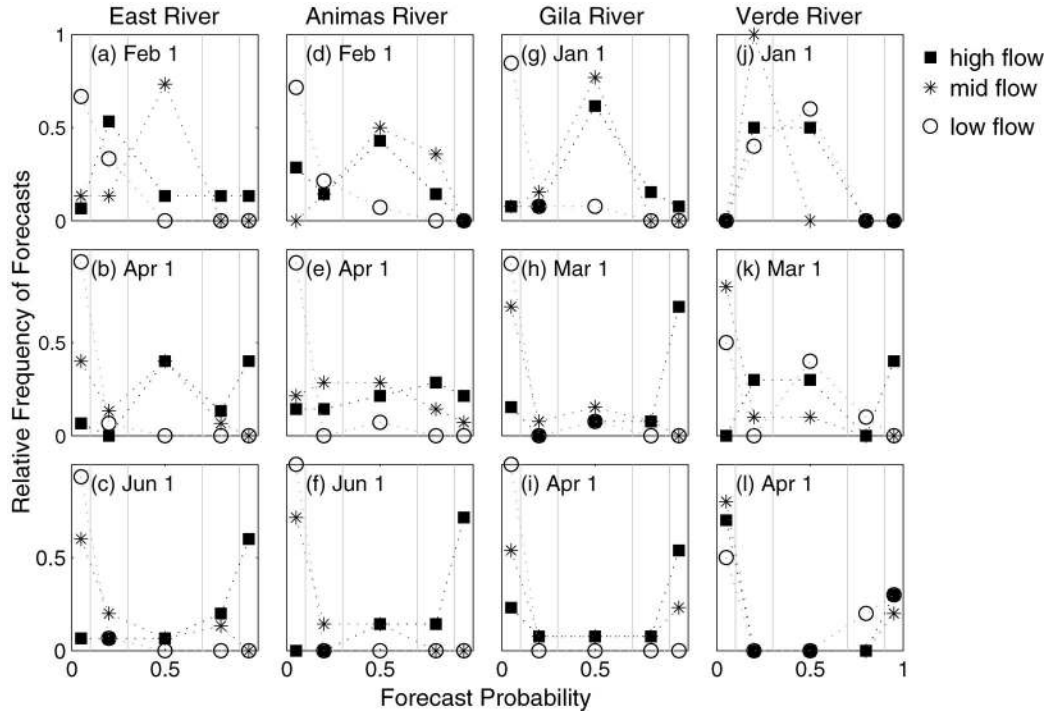 East River Animas River Gila River Verde River
1 (a) Feb 1 (d) Feb 1 (g) Jan 1 (j) Jan 1
high flow
mid flow
low flow
0.5
0
(b) Apr 1 (e) Apr 1 (h) Mar 1 (k) Mar 1
0.5
0
(c) Jun 1 (f) Jun 1 (i) Apr 1 (l) Apr 1
0.5
0
0 0.5 0 0.5 0 0.5 0 0.5 1
Relative Frequency of Forecasts
Forecast Probability